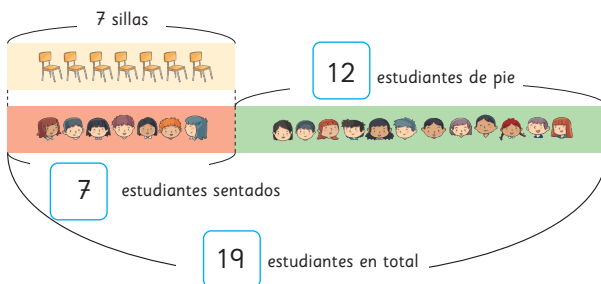 7 sillas
12 estudiantes de pie
7 estudiantes sentados
19 estudiantes en total